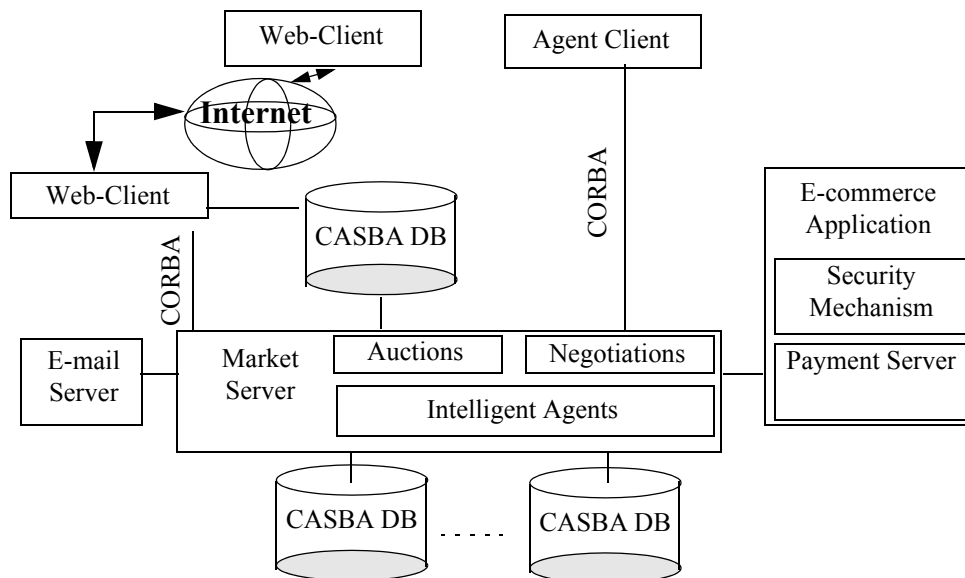 Web-Client
Agent Client
Internet
CORBA
Web-Client
CASBA DB
E-commerce
Application
CORBA
Security
Mechanism
E-mail
Server
Market
Server
Auctions
Negotiations
Payment Server
Intelligent Agents
CASBA DB
CASBA DB